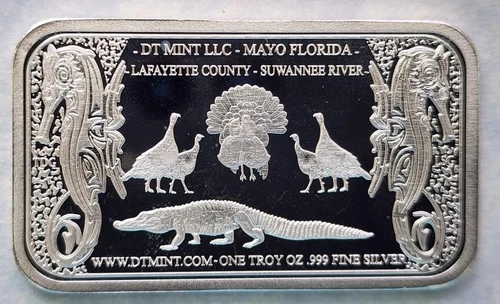 - DT MINT LLC - MAYO FLORIDA -
- LAFAYETTE COUNTY - SUWANNEE RIVER -
WWW.DTMINT.COM - ONE TROY OZ .999 FINE SILVER